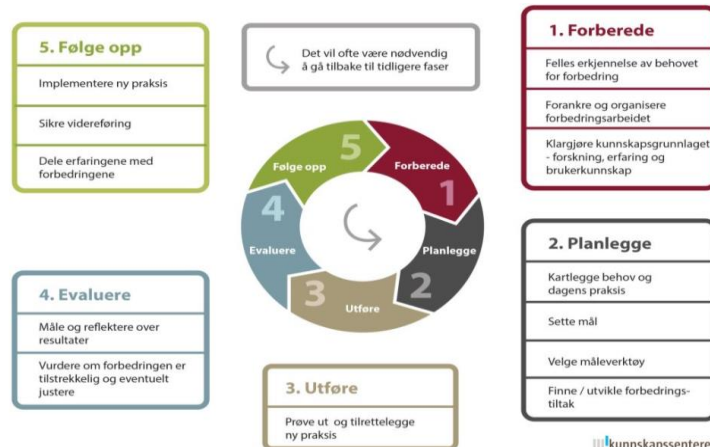 5. Følge opp
Implementere ny praksis
Sikre videreføring
Dele erfaringene med
forbedringene
Det vil ofte være nødvendig
å gå tilbake til tidligere faser
1. Forberede
Felles erkjennelse av behovet
for forbedring
Forankre og organisere
forbedringsarbeidet
Klargjøre kunnskapsgrunnlaget
- forskning, erfaring og
brukerkunnskap
Følge opp
5
Forberede
1
Planlegge
2
Utføre
3
Evaluere
4
2. Planlegge
Kartlegge behov og
dagens praksis
Sette mål
Velge måleverktøy
Finne / utvikle forbedrings-
tiltak
4. Evaluere
Måle og reflektere over
resultater
Vurdere om forbedringen er
tilstrekkelig og eventuelt
justere
3. Utføre
Prøve ut og tilrettelegge
ny praksis
kunnskapssentere